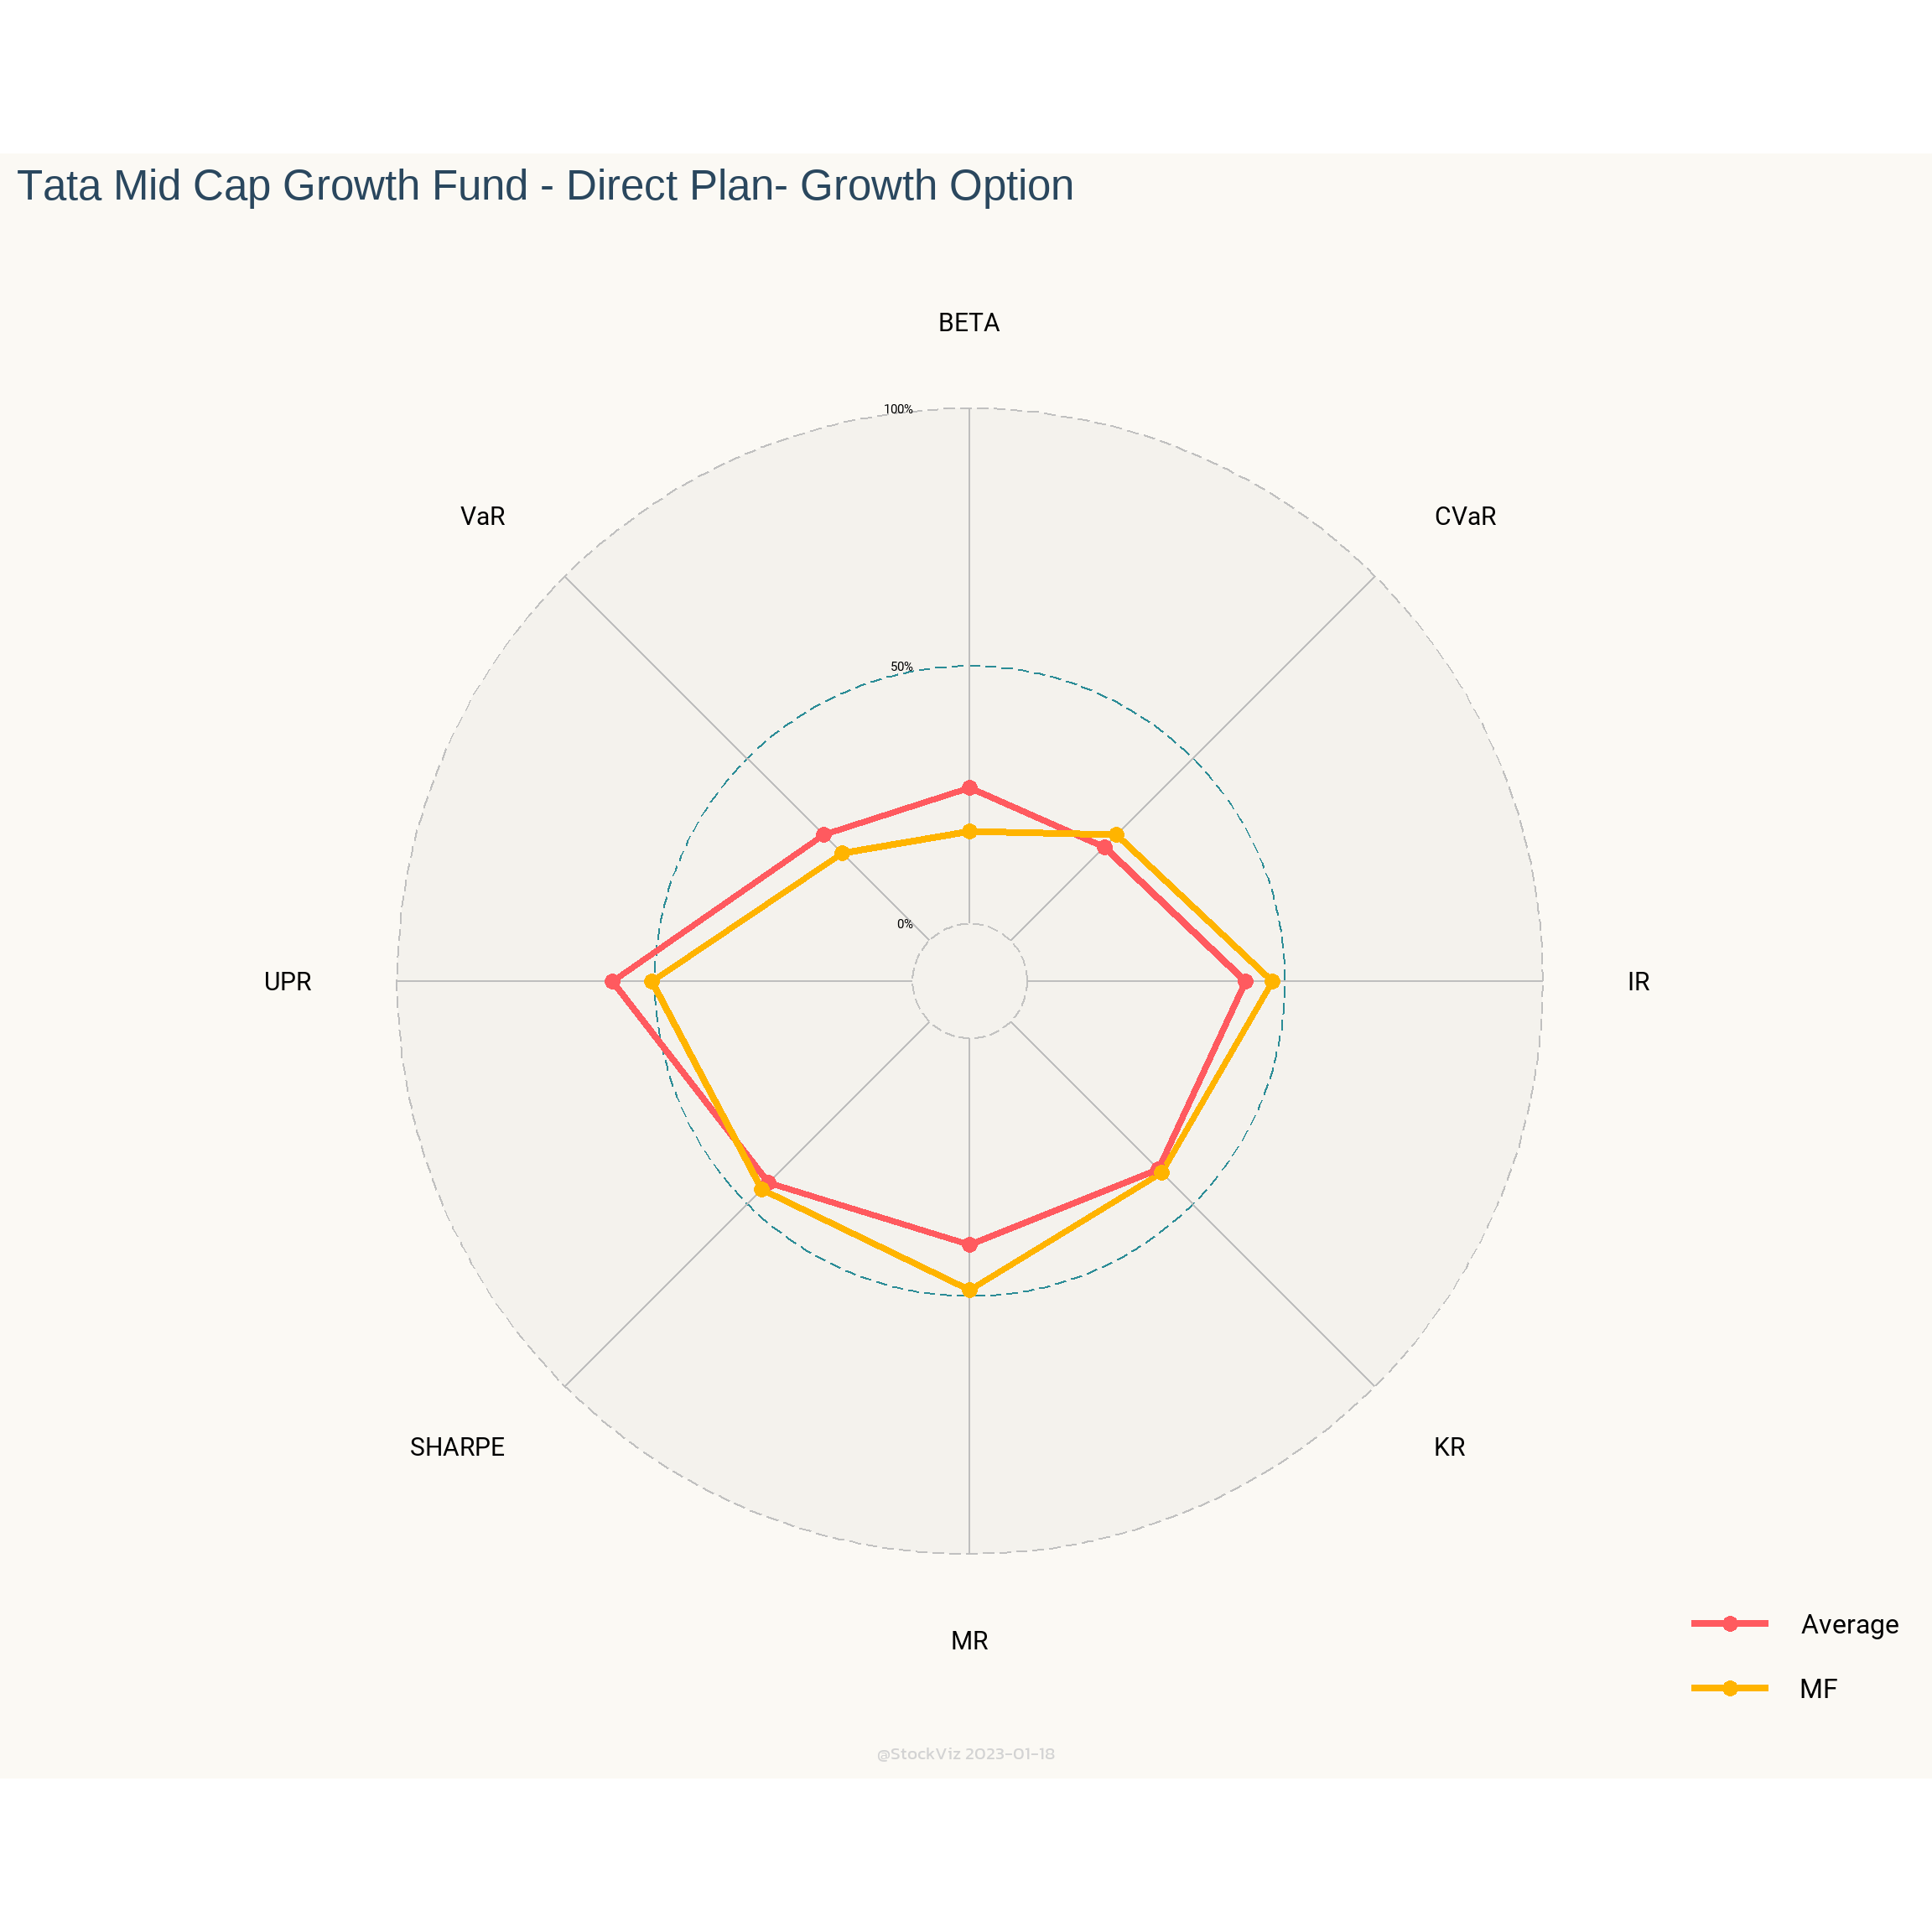 Tata Mid Cap Growth Fund - Direct Plan- Growth Option
BETA
100%
VaR
CVaR
50%
0%
UPR
IR
SHARPE
KR
MR
Average
MF
@StockViz 2023-01-18